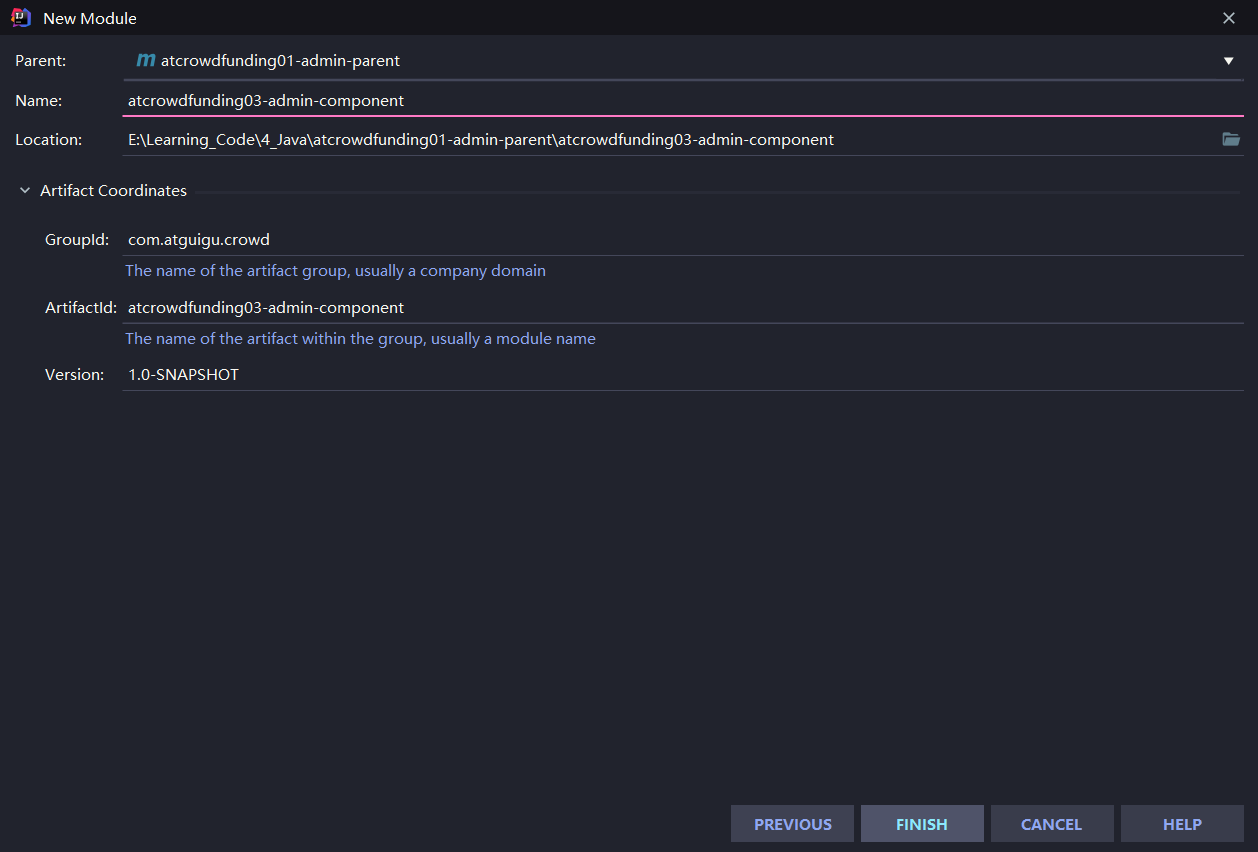 New Module
Parent: m atcrowdfunding01-admin-parent
Name: atcrowdfunding03-admin-component
Location: E:\Learning_Code\4_Java\atcrowdfunding01-admin-parent\atcrowdfunding03-admin-component
Artifact Coordinates
GroupId: com.atguigu.crowd
The name of the artifact group, usually a company domain
ArtifactId: atcrowdfunding03-admin-component
The name of the artifact within the group, usually a module name
Version: 1.0-SNAPSHOT
PREVIOUS FINISH CANCEL HELP